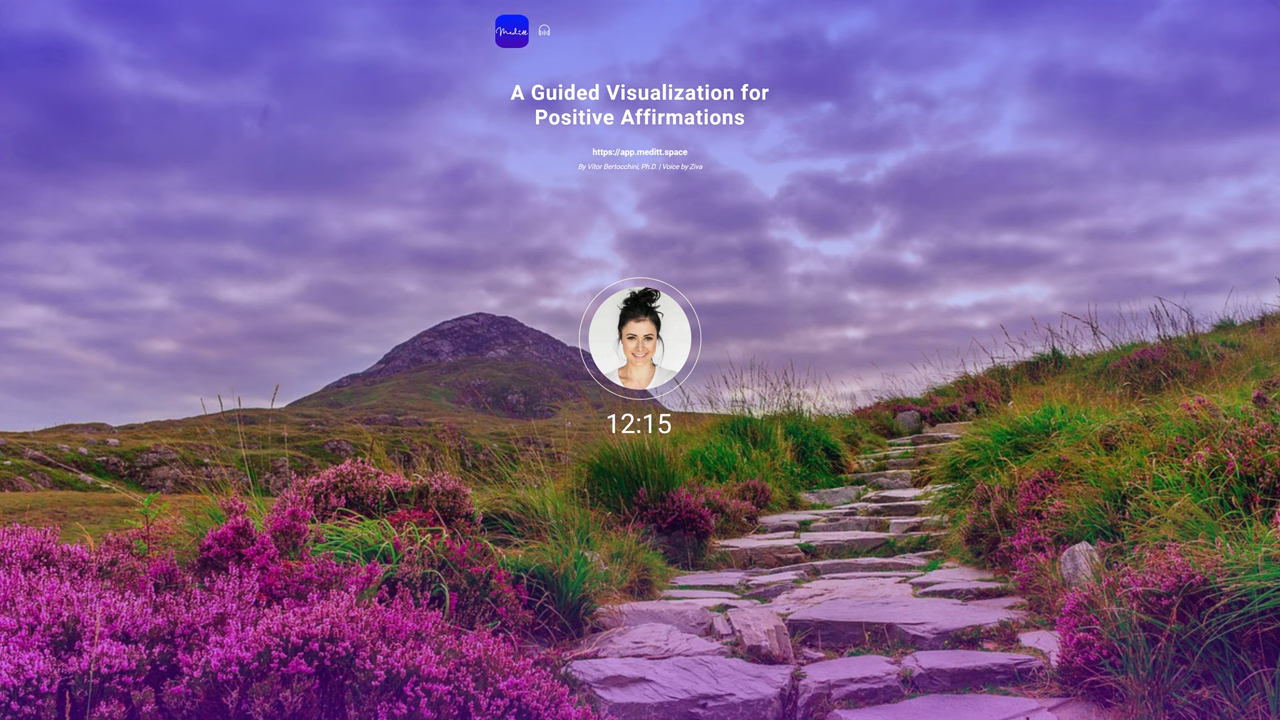 Meditt
A Guided Visualization for
Positive Affirmations
https://app.meditt.space
By Vitor Bertocchini, Ph.D. | Voice by Ziva
12:15